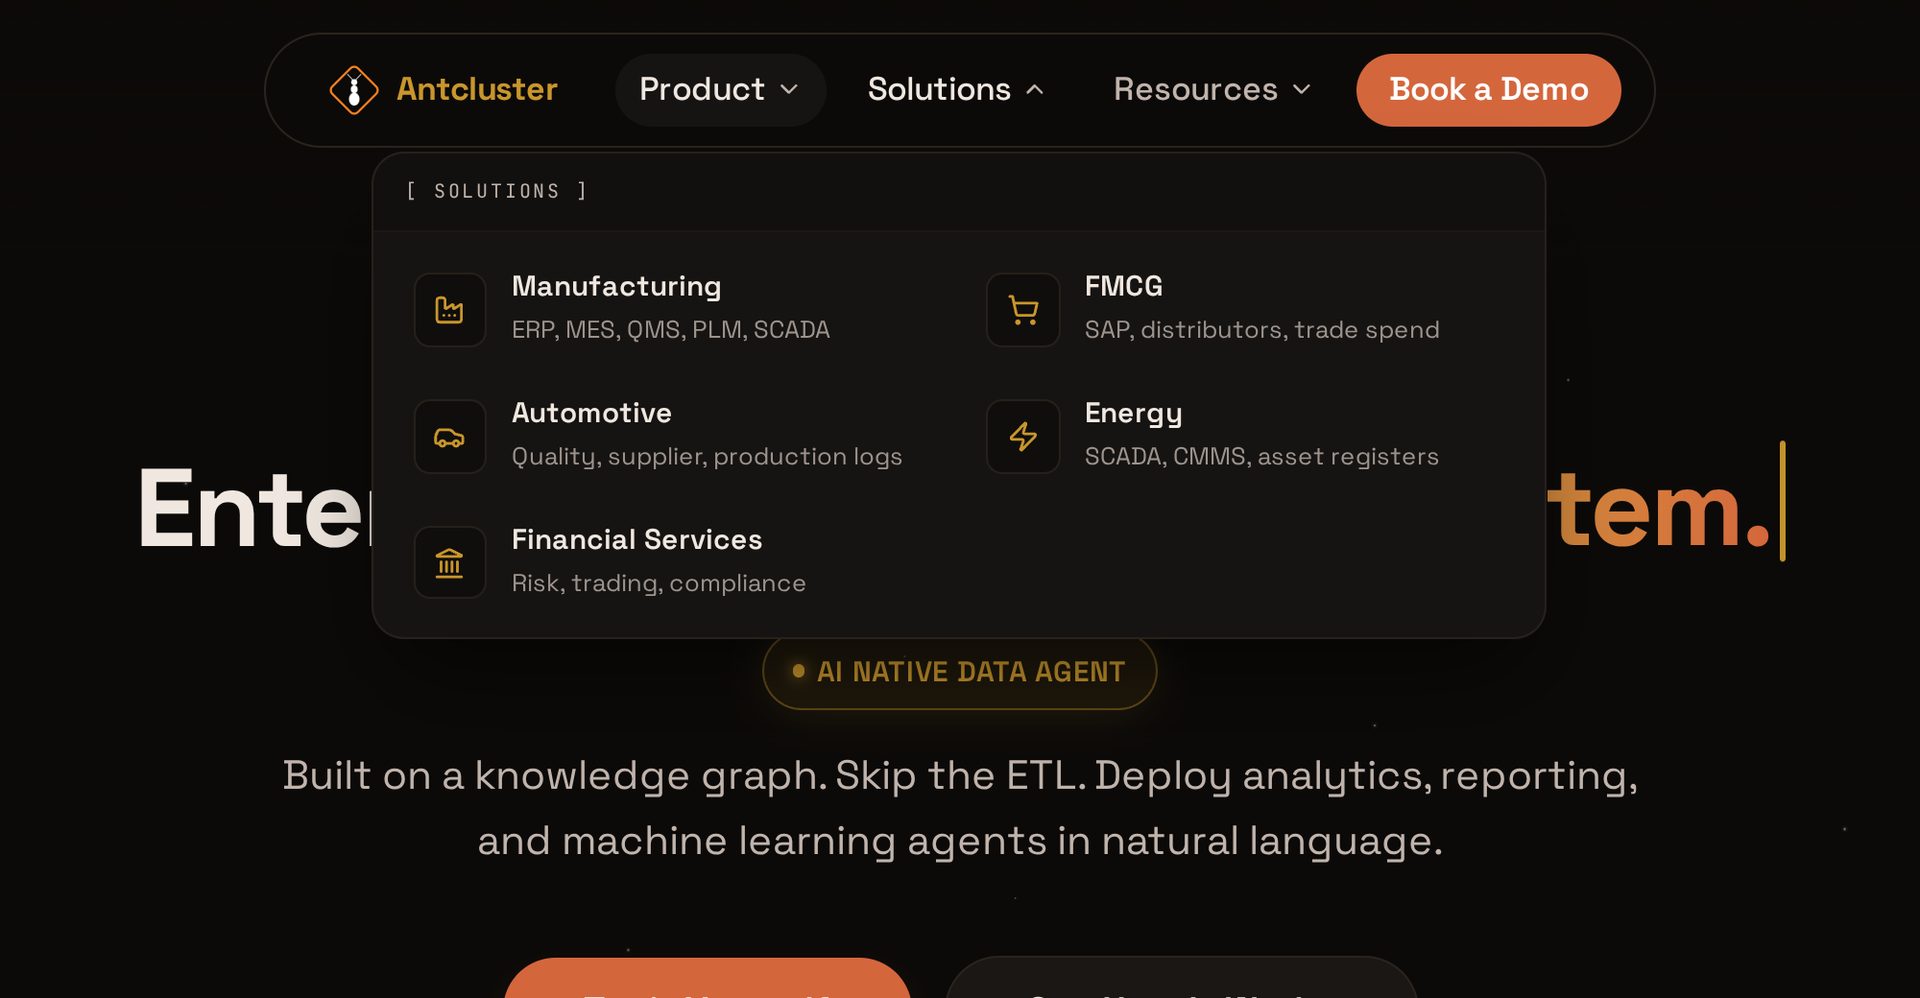 Antcluster
Product
Solutions
Resources
Book a Demo
[ SOLUTIONS ]
Manufacturing
ERP, MES, QMS, PLM, SCADA
FMCG
SAP, distributors, trade spend
Automotive
Quality, supplier, production logs
Energy
SCADA, CMMS, asset registers
Financial Services
Risk, trading, compliance
AI NATIVE DATA AGENT
Built on a knowledge graph. Skip the ETL. Deploy analytics, reporting,
and machine learning agents in natural language.